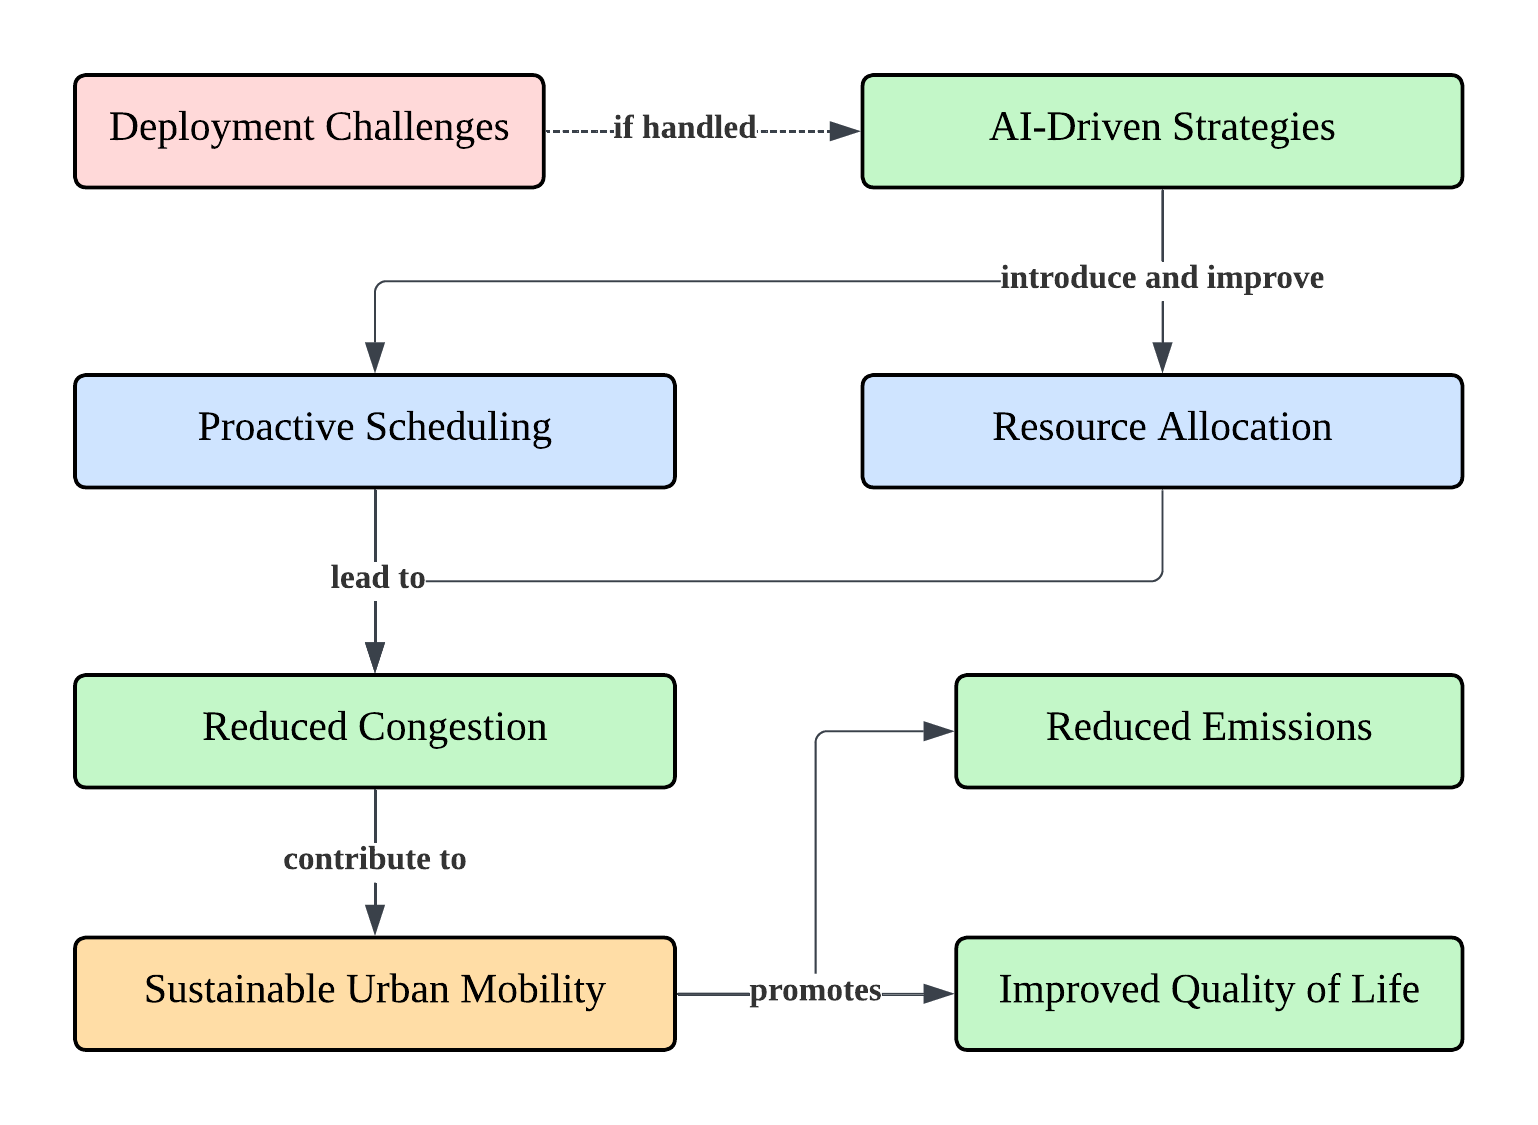 Deployment Challenges
if handled
AI-Driven Strategies
introduce and improve
Proactive Scheduling
Resource Allocation
lead to
Reduced Congestion
Reduced Emissions
contribute to
Sustainable Urban Mobility
promotes
Improved Quality of Life